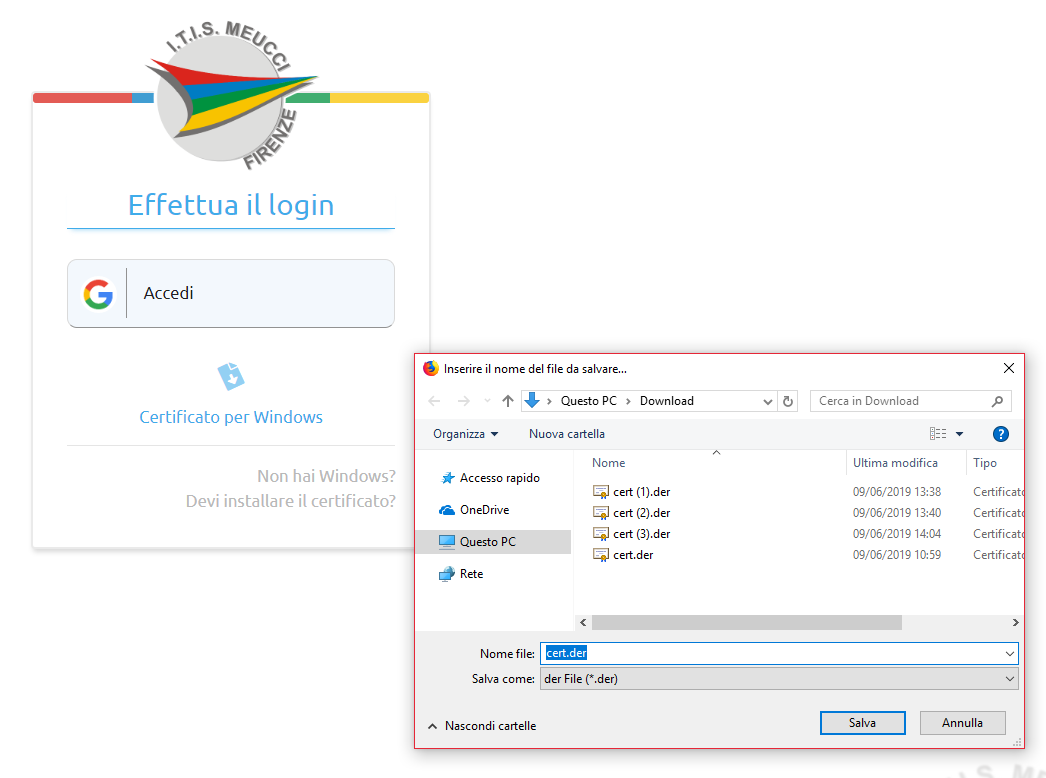 I.T.I.S. MEUCCI
FIRENZE
Effettua il login
Accedi
Certificato per Windows
Non hai Windows?
Devi installare il certificato?
Inserire il nome del file da salvare...
Questo PC
Download
Cerca in Download
Organizza
Nuova cartella
?
Accesso rapido
OneDrive
Questo PC
Rete
Nome Ultima modifica Tipo
cert (1).der 09/06/2019 13:38 Certificato
cert (2).der 09/06/2019 13:40 Certificato
cert (3).der 09/06/2019 14:04 Certificato
cert.der 09/06/2019 10:59 Certificato
Nome file: cert.der
Salva come: der File (*.der)
Nascondi cartelle
Salva
Annulla